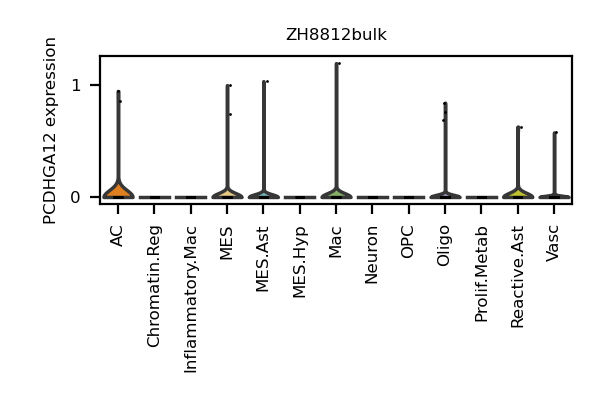 ZH8812bulk
PCDHGA12 expression
1
0
AC
Chromatin.Reg
Inflammatory.Mac
MES
MES.Ast
MES.Hyp
Mac
Neuron
OPC
Oligo
Prolif.Metab
Reactive.Ast
Vasc